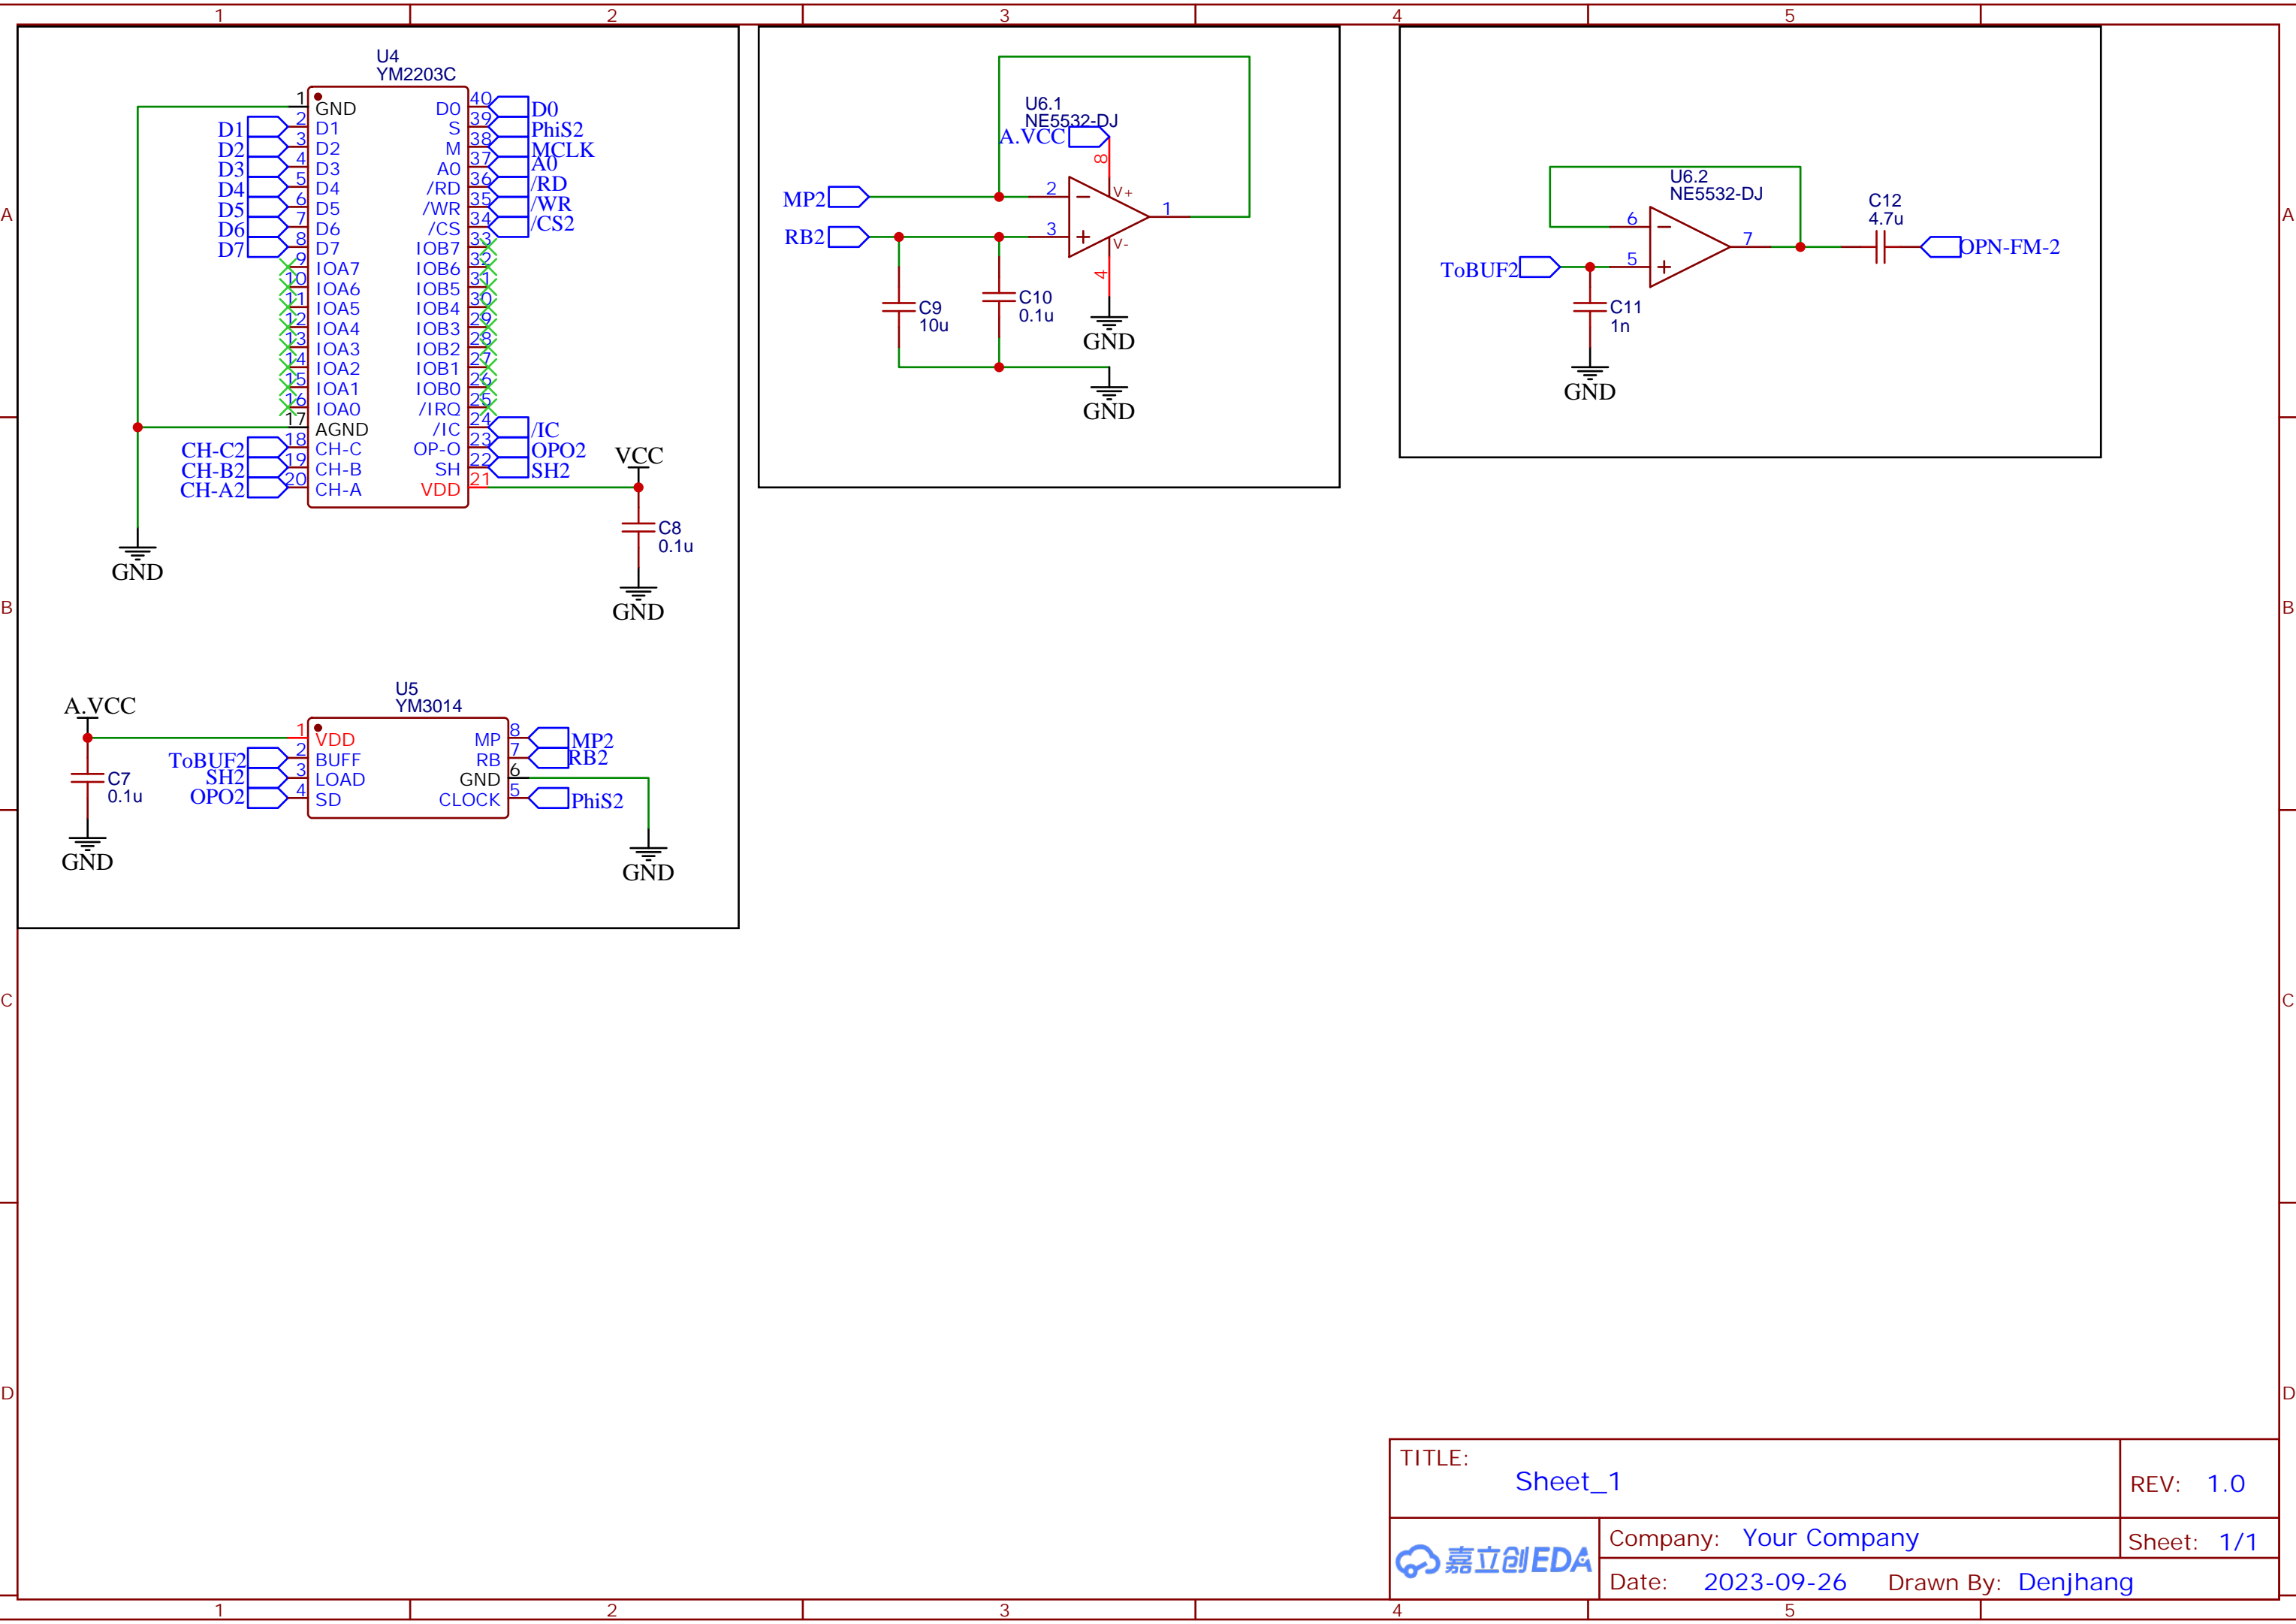 1 2 3 4 5
A
B
C
D
U4
YM2203C
1 GND
D1 2 D1
D2 3 D2
D3 4 D3
D4 5 D4
D5 6 D5
D6 7 D6
D7 8 D7
9 IOA7
10 IOA6
11 IOA5
12 IOA4
13 IOA3
14 IOA2
15 IOA1
16 IOA0
17 AGND
CH-C2 18 CH-C
CH-B2 19 CH-B
CH-A2 20 CH-A
D0 40 D0
S 39 PhiS2
M 38 MCLK
A0 37 A0
/RD 36 /RD
/WR 35 /WR
/CS 34 /CS2
IOB7 33
IOB6 32
IOB5 31
IOB4 30
IOB3 29
IOB2 28
IOB1 27
IOB0 26
/IRQ 25
/IC 24 /IC
OP-O 23 OPO2
SH 22 SH2
VDD 21
VCC
C8
0.1u
GND
GND
A.VCC
C7
0.1u
GND
U5
YM3014
1 VDD
ToBUF2 2 BUFF
SH2 3 LOAD
OPO2 4 SD
MP 8 MP2
RB 7 RB2
GND 6
CLOCK 5 PhiS2
GND
U6.1
NE5532-DJ
A.VCC
8
V+
MP2 2
1
RB2 3
V-
4
C9
10u
C10
0.1u
GND
GND
U6.2
NE5532-DJ
6
7
ToBUF2 5
C11
1n
GND
C12
4.7u
OPN-FM-2
TITLE:
Sheet_1
REV: 1.0
嘉立创EDA
Company: Your Company
Sheet: 1/1
Date: 2023-09-26 Drawn By: Denjhang
A
B
C
D
1 2 3 4 5